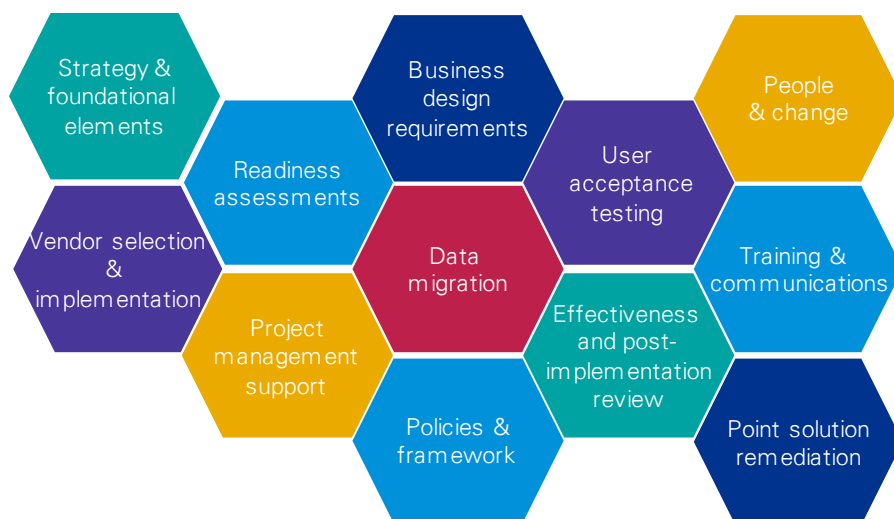 Strategy &
foundational
elements
Business
design
requirements
People
& change
Readiness
assessments
User
acceptance
testing
Vendor selection
&
implementation
Data
migration
Training &
communications
Project
management
support
Effectiveness
and post-
implementation
review
Policies &
framework
Point solution
remediation